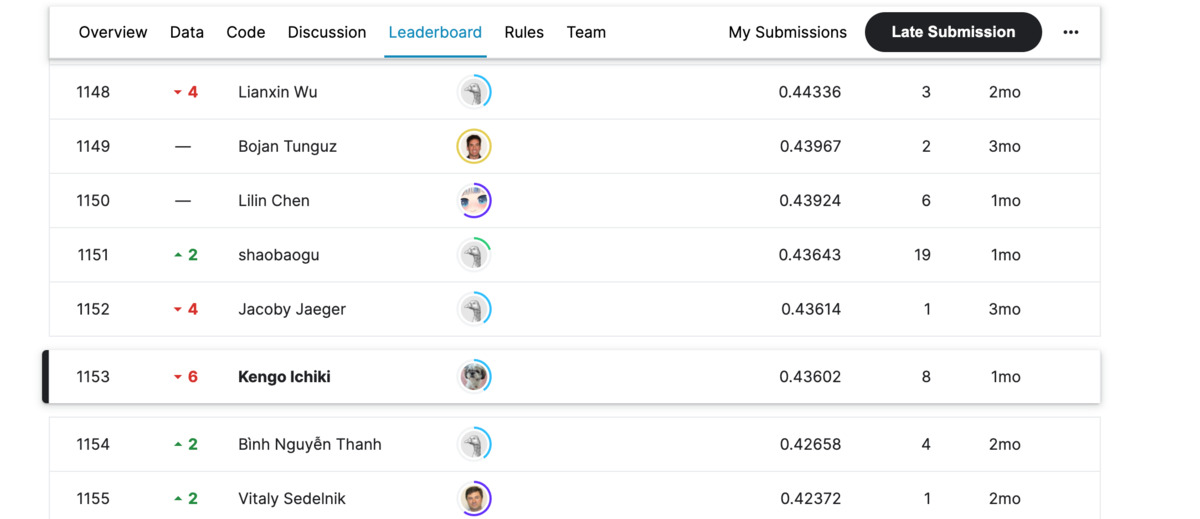 Overview Data Code Discussion Leaderboard Rules Team My Submissions Late Submission ...
1148 4 Lianxin Wu 0.44336 3 2mo
1149 — Bojan Tunguz 0.43967 2 3mo
1150 — Lilin Chen 0.43924 6 1mo
1151 2 shaobaogu 0.43643 19 1mo
1152 4 Jacoby Jaeger 0.43614 1 3mo
1153 6 Kengo Ichiki 0.43602 8 1mo
1154 2 Bình Nguyễn Thanh 0.42658 4 2mo
1155 2 Vitaly Sedelnik 0.42372 1 2mo